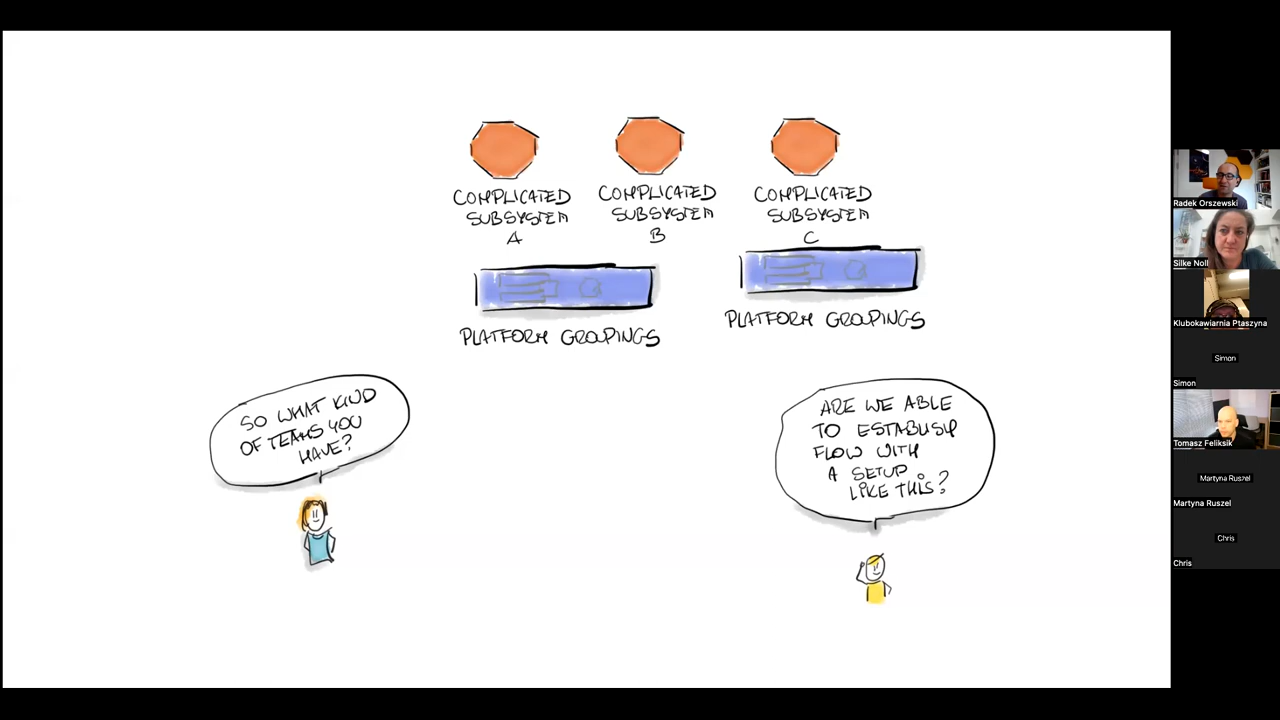 COMPLICATED
SUBSYSTEM
A
COMPLICATED
SUBSYSTEM
B
COMPLICATED
SUBSYSTEM
C
PLATFORM GROUPINGS
PLATFORM GROUPINGS
SO WHAT KIND
OF TEAMS YOU
HAVE?
ARE WE ABLE
TO ESTABLISH
FLOW WITH
A SETUP
LIKE THIS?
Radek Orszewski
Silke Noll
Klubokawiarnia Ptaszyna
Simon
Simon
Tomasz Feliksik
Martyna Ruszel
Martyna Ruszel
Chris
Chris